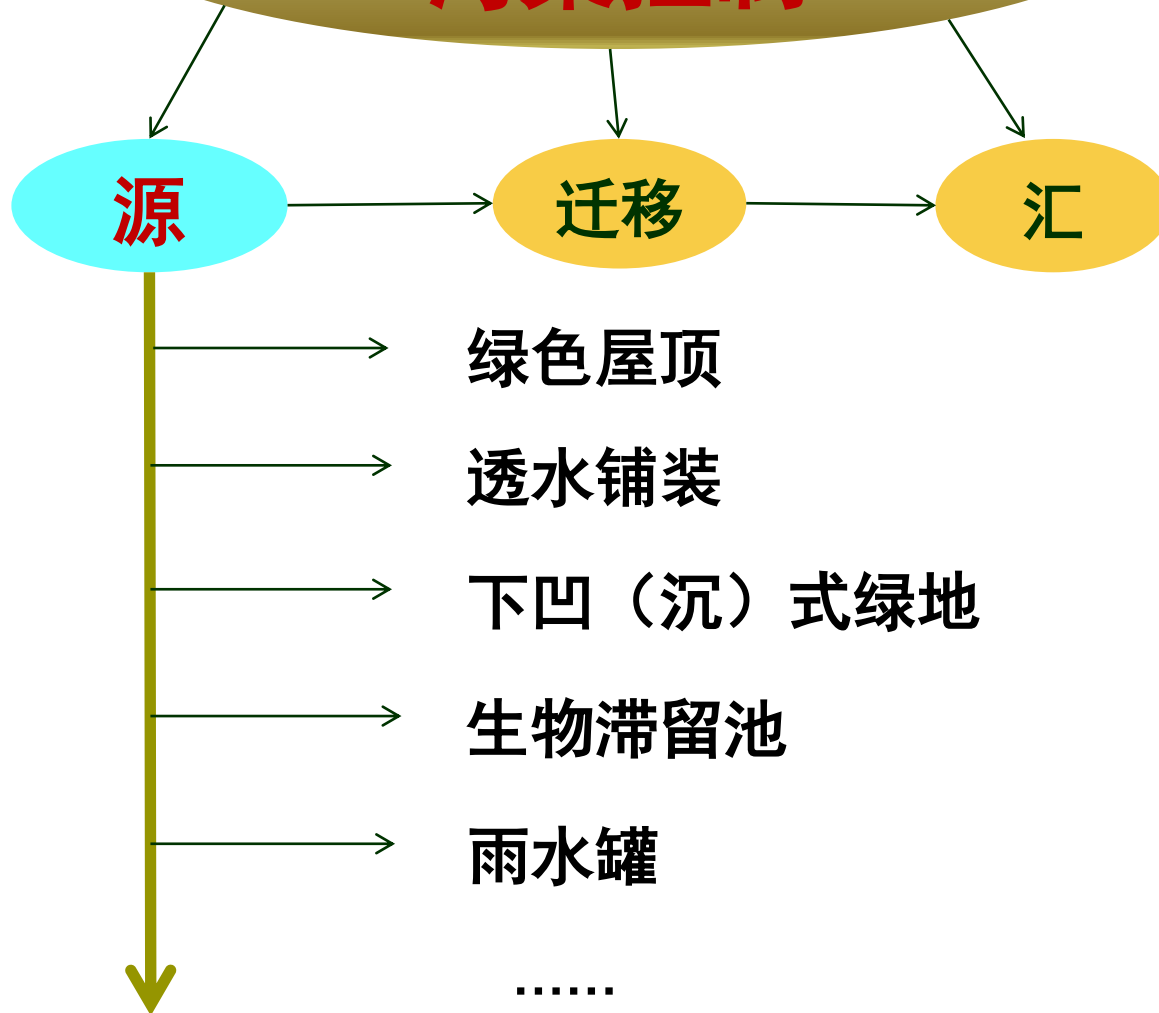 源
迁移
汇
绿色屋顶
透水铺装
下凹（沉）式绿地
生物滞留池
雨水罐
......